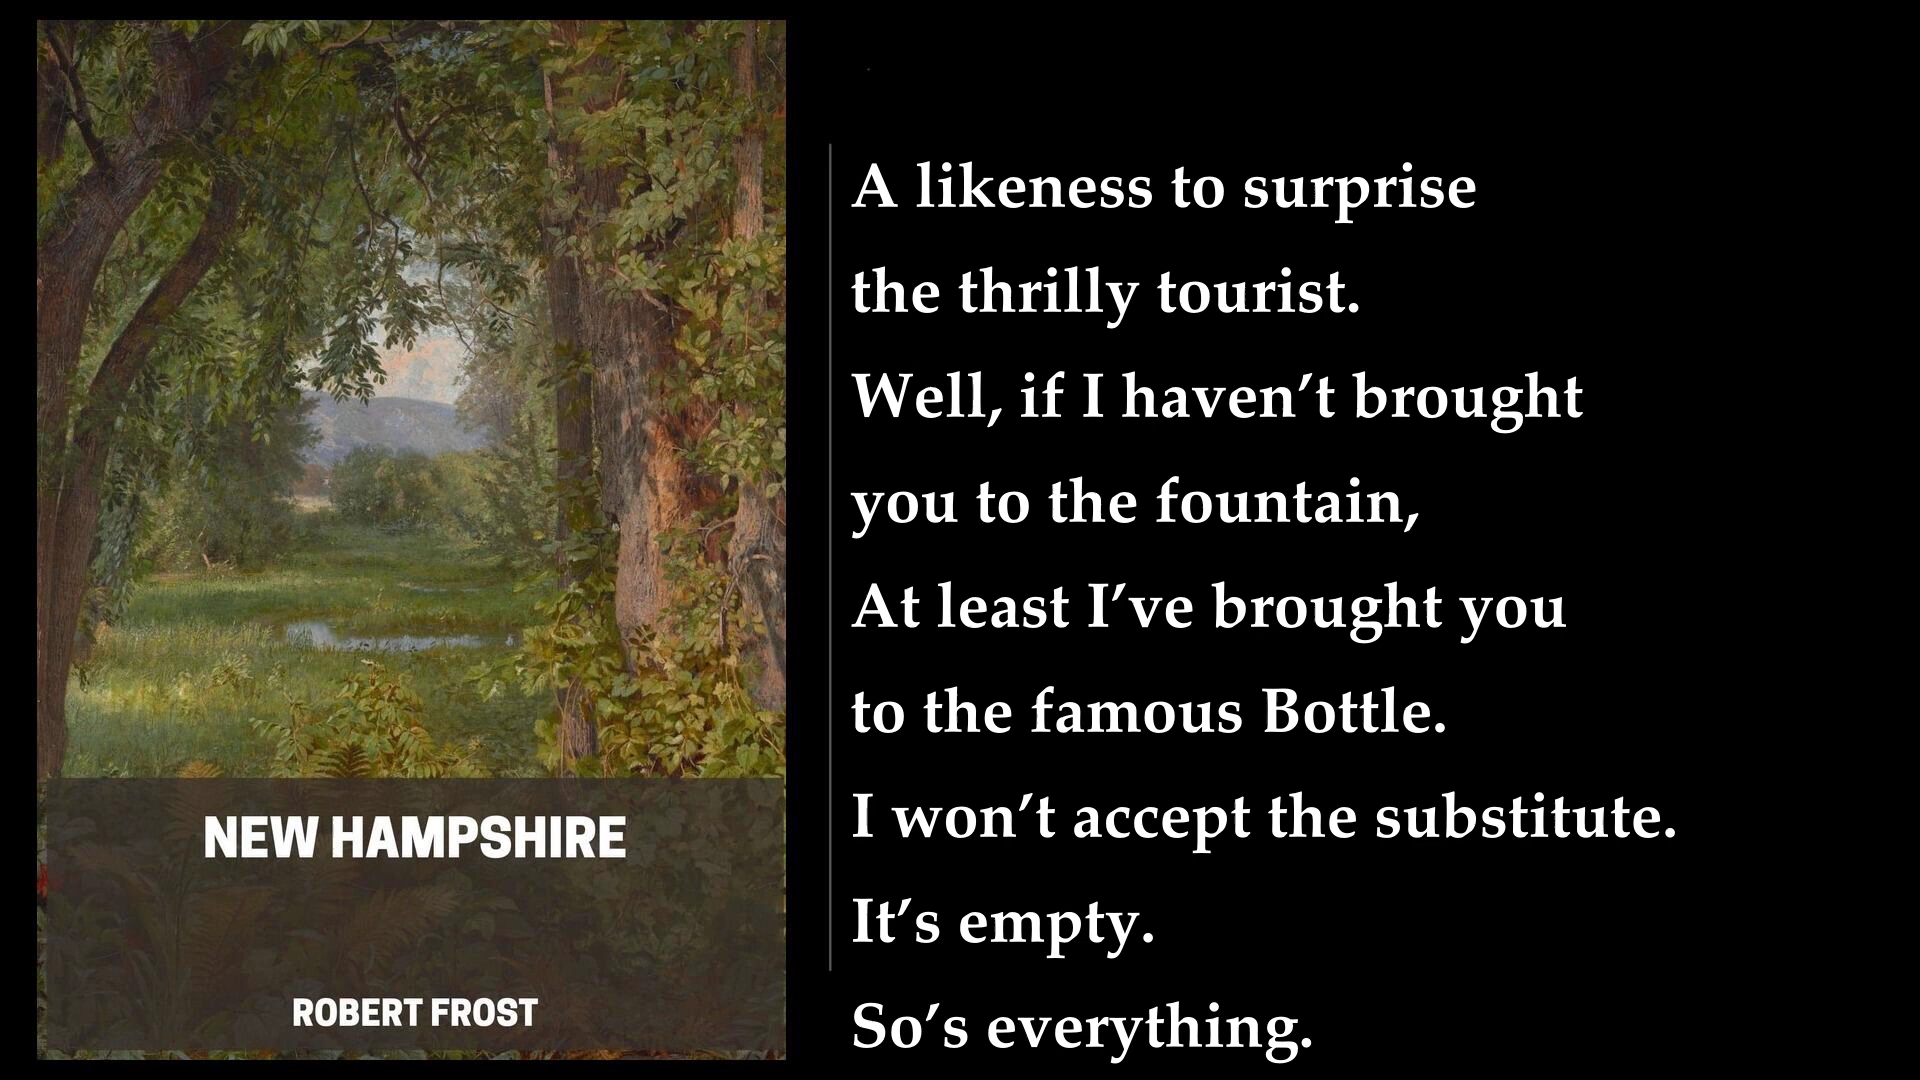 NEW HAMPSHIRE
ROBERT FROST
A likeness to surprise
the thrilly tourist.
Well, if I haven’t brought
you to the fountain,
At least I’ve brought you
to the famous Bottle.
I won’t accept the substitute.
It’s empty.
So’s everything.